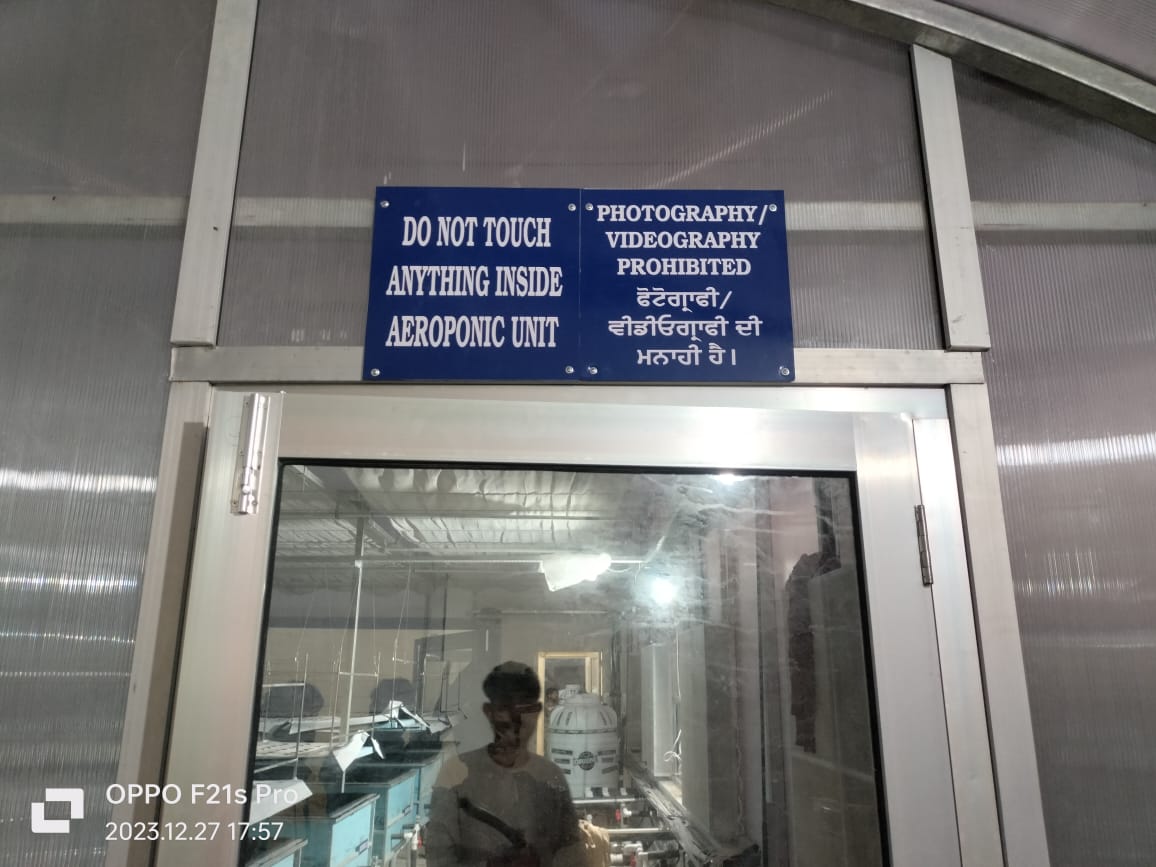 DO NOT TOUCH
ANYTHING INSIDE
AEROPONIC UNIT
PHOTOGRAPHY/
VIDEOGRAPHY
PROHIBITED
ਫੋਟੋਗ੍ਰਾਫੀ/
ਵੀਡੀਓਗ੍ਰਾਫੀ ਦੀ
ਮਨਾਹੀ ਹੈ।
OPPO F21s Pro
2023.12.27 17:57